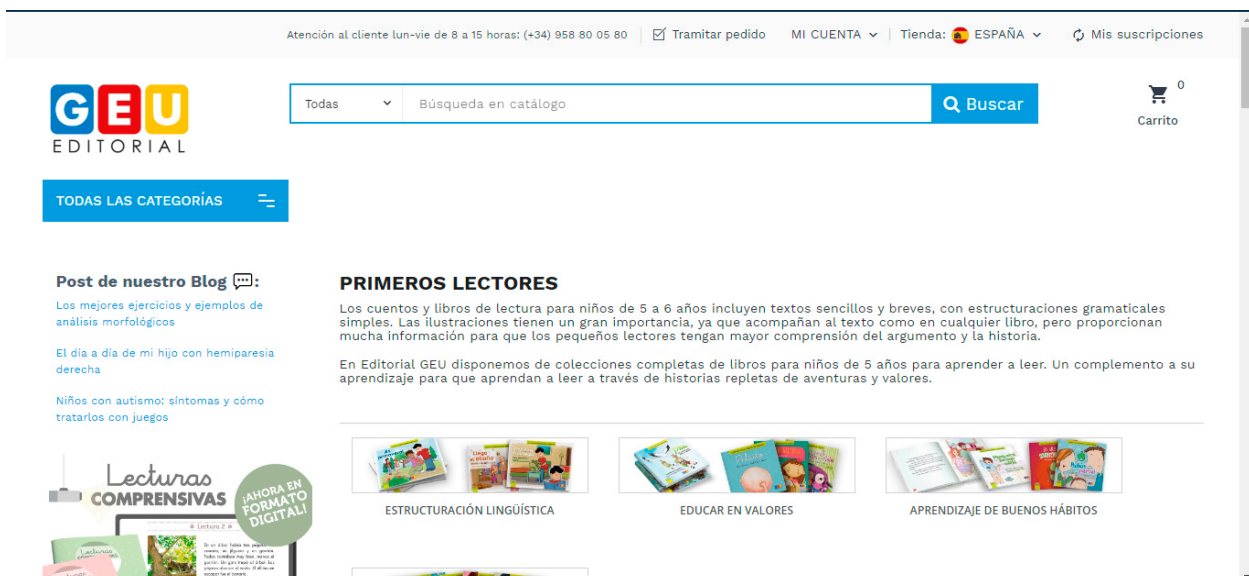 Atención al cliente lun-vie de 8 a 15 horas: (+34) 958 80 05 80
Tramitar pedido
MI CUENTA
Tienda: ESPAÑA
Mis suscripciones
GEU
EDITORIAL
Todas
Búsqueda en catálogo
Buscar
0
Carrito
TODAS LAS CATEGORÍAS
Post de nuestro Blog :
Los mejores ejercicios y ejemplos de
análisis morfológicos
El día a día de mi hijo con hemiparesia
derecha
Niños con autismo: síntomas y cómo
tratarlos con juegos
Lecturas
COMPRENSIVAS
¡AHORA EN
FORMATO
DIGITAL!
Lectura 2
PRIMEROS LECTORES
Los cuentos y libros de lectura para niños de 5 a 6 años incluyen textos sencillos y breves, con estructuraciones gramaticales
simples. Las ilustraciones tienen un gran importancia, ya que acompañan al texto como en cualquier libro, pero proporcionan
mucha información para que los pequeños lectores tengan mayor comprensión del argumento y la historia.
En Editorial GEU disponemos de colecciones completas de libros para niños de 5 años para aprender a leer. Un complemento a su
aprendizaje para que aprendan a leer a través de historias repletas de aventuras y valores.
ESTRUCTURACIÓN LINGÜÍSTICA
EDUCAR EN VALORES
APRENDIZAJE DE BUENOS HÁBITOS